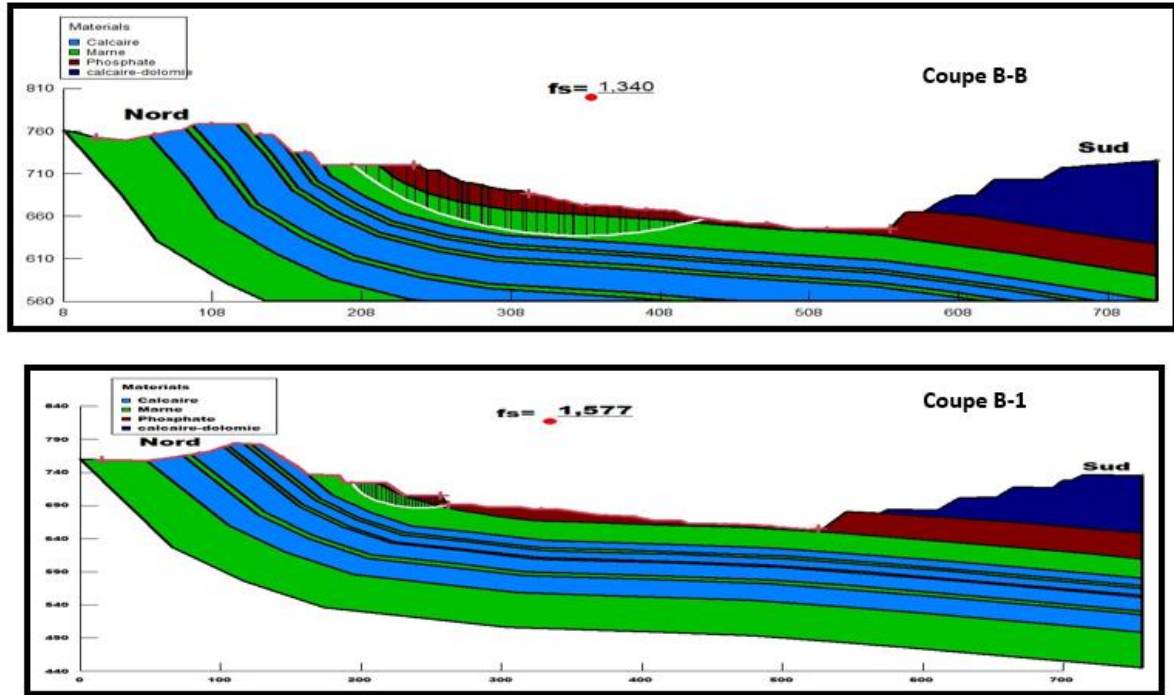 Materials
Calcaire
Marne
Phosphate
calcaire-dolomie
Coupe B-B
fs= 1,340
Nord
Sud
810
760
710
660
610
560
8 108 208 308 408 508 608 708
Materials
Calcaire
Marne
Phosphate
calcaire-dolomie
Coupe B-1
fs= 1,577
Nord
Sud
840
790
740
690
640
590
540
490
440
0 100 200 300 400 500 600 700